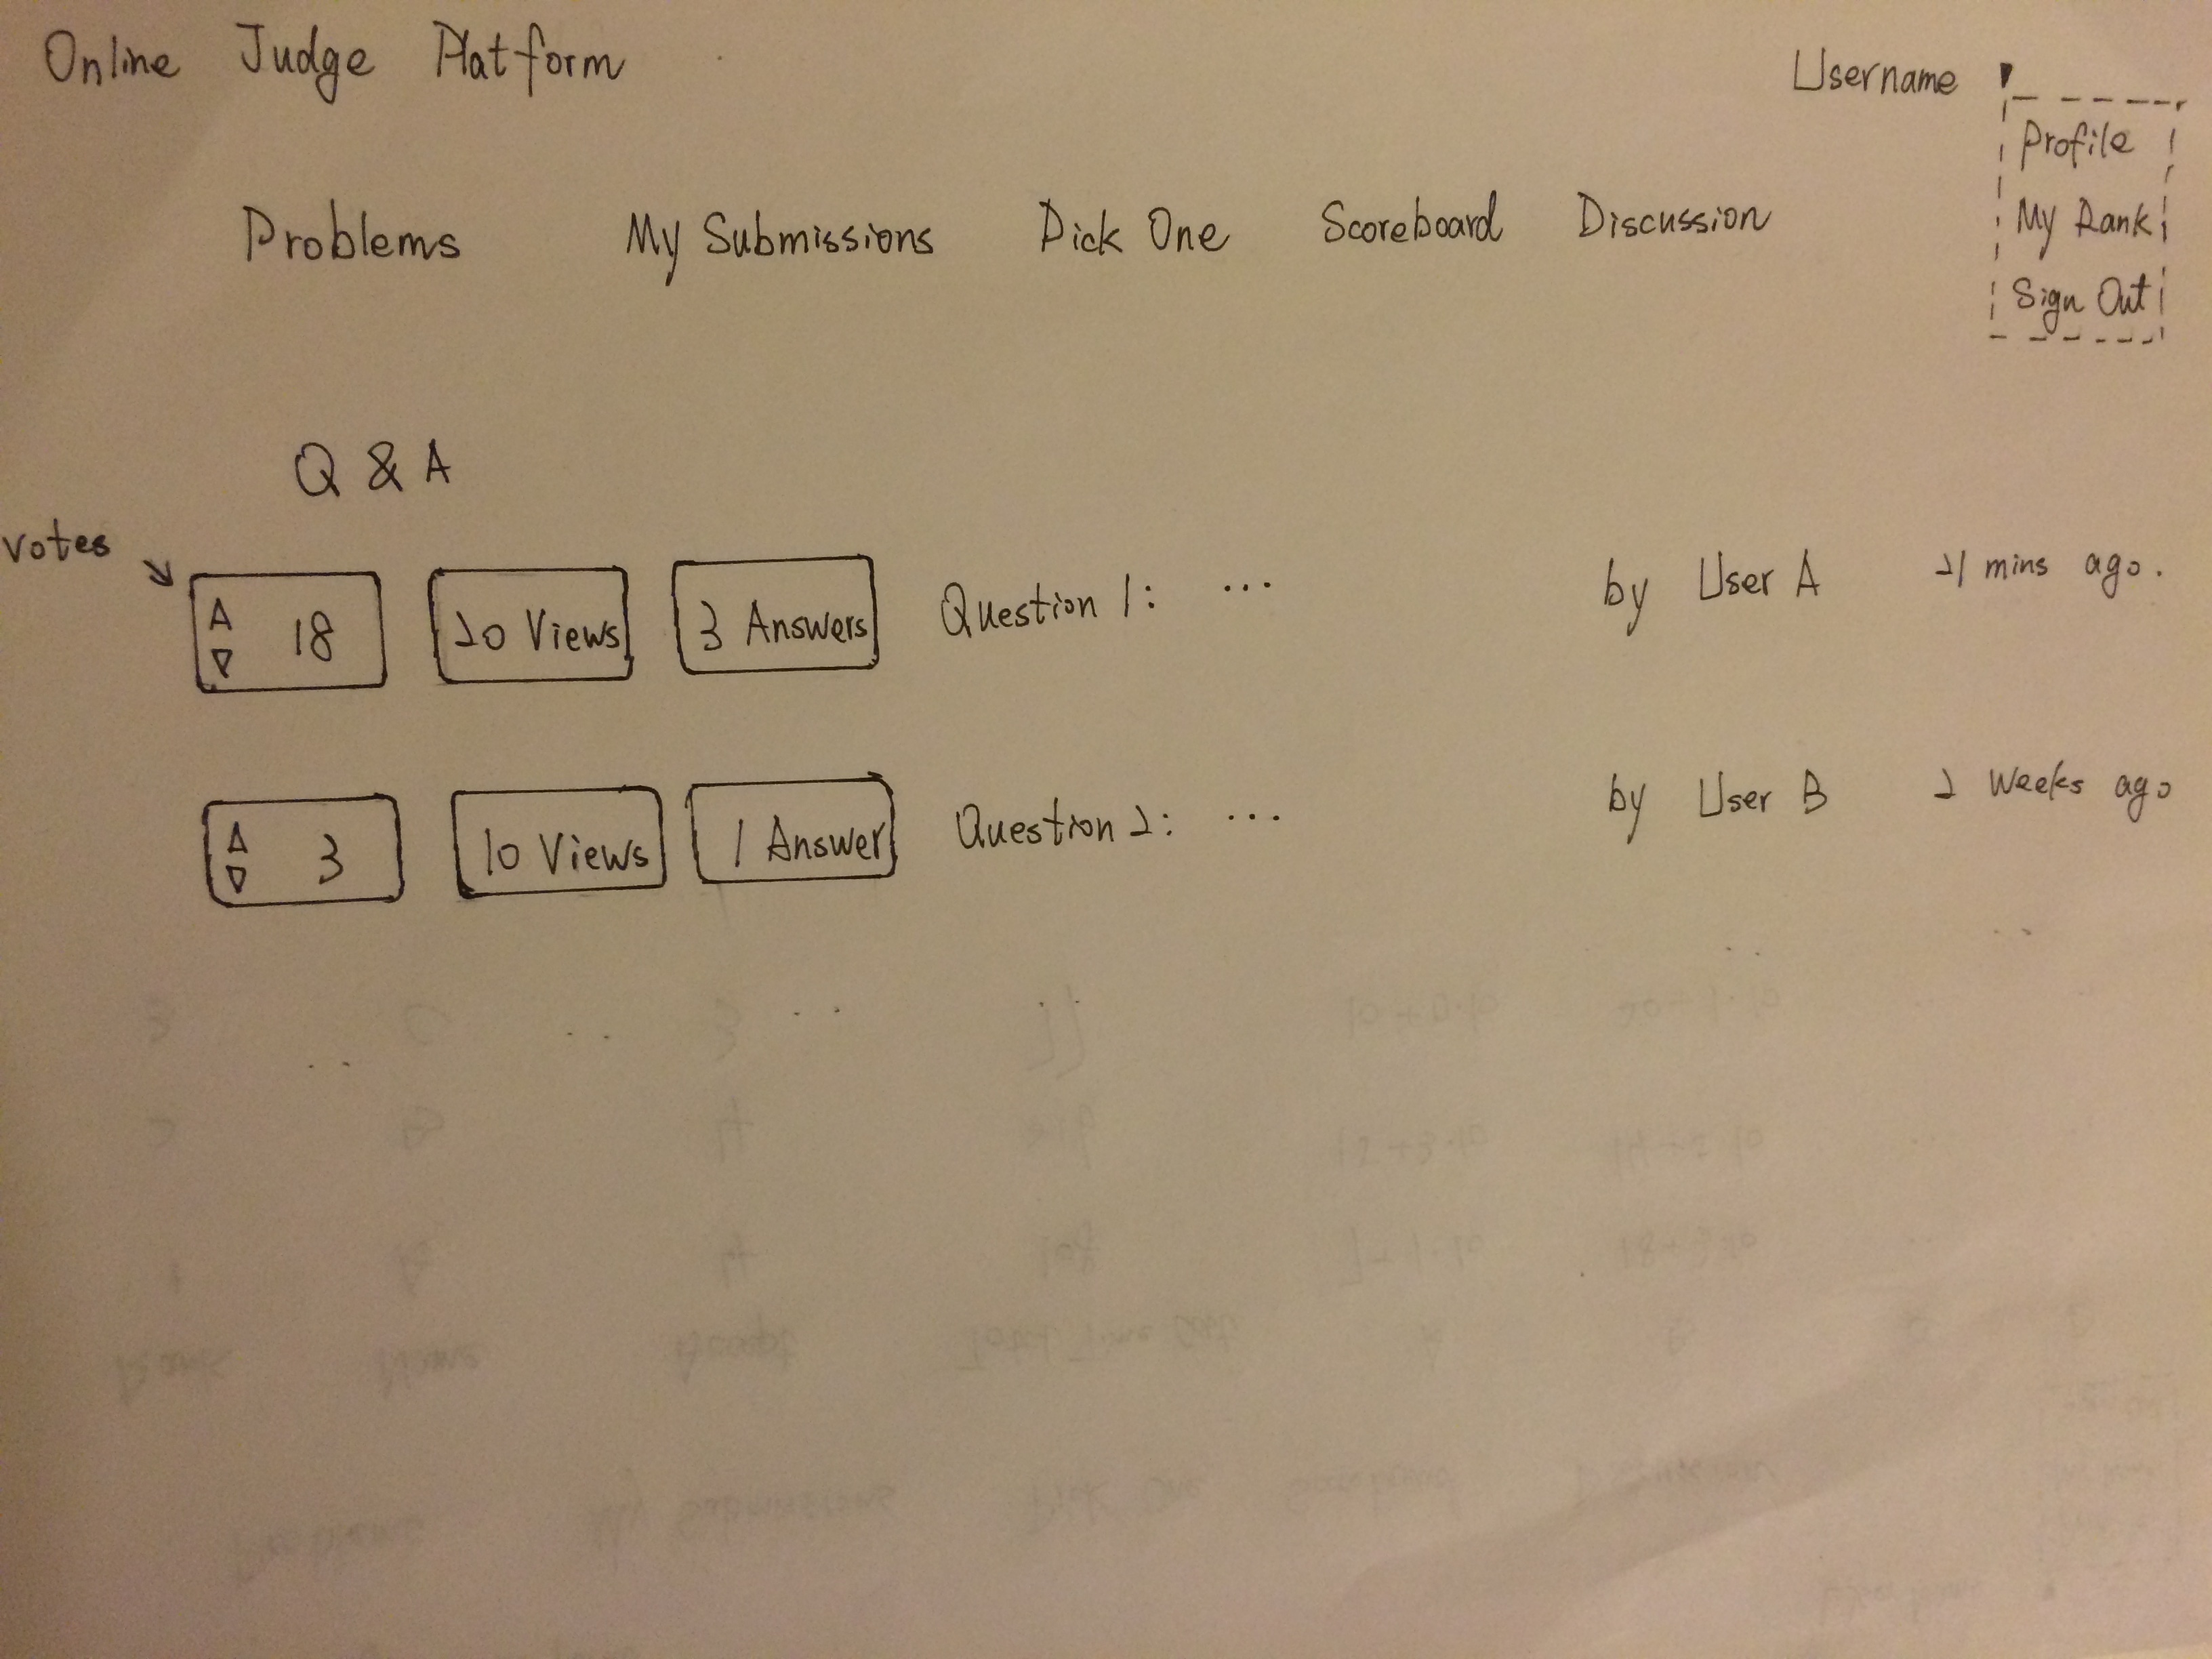 Online Judge Platform
Username ▼
Profile
My Rank
Sign Out
Problems My Submissions Pick One Scoreboard Discussion
Q & A
votes
△ ▽ 18 20 Views 3 Answers Question 1: ... by User A 21 mins ago.
△ ▽ 3 10 Views 1 Answer Question 2: ... by User B 2 Weeks ago